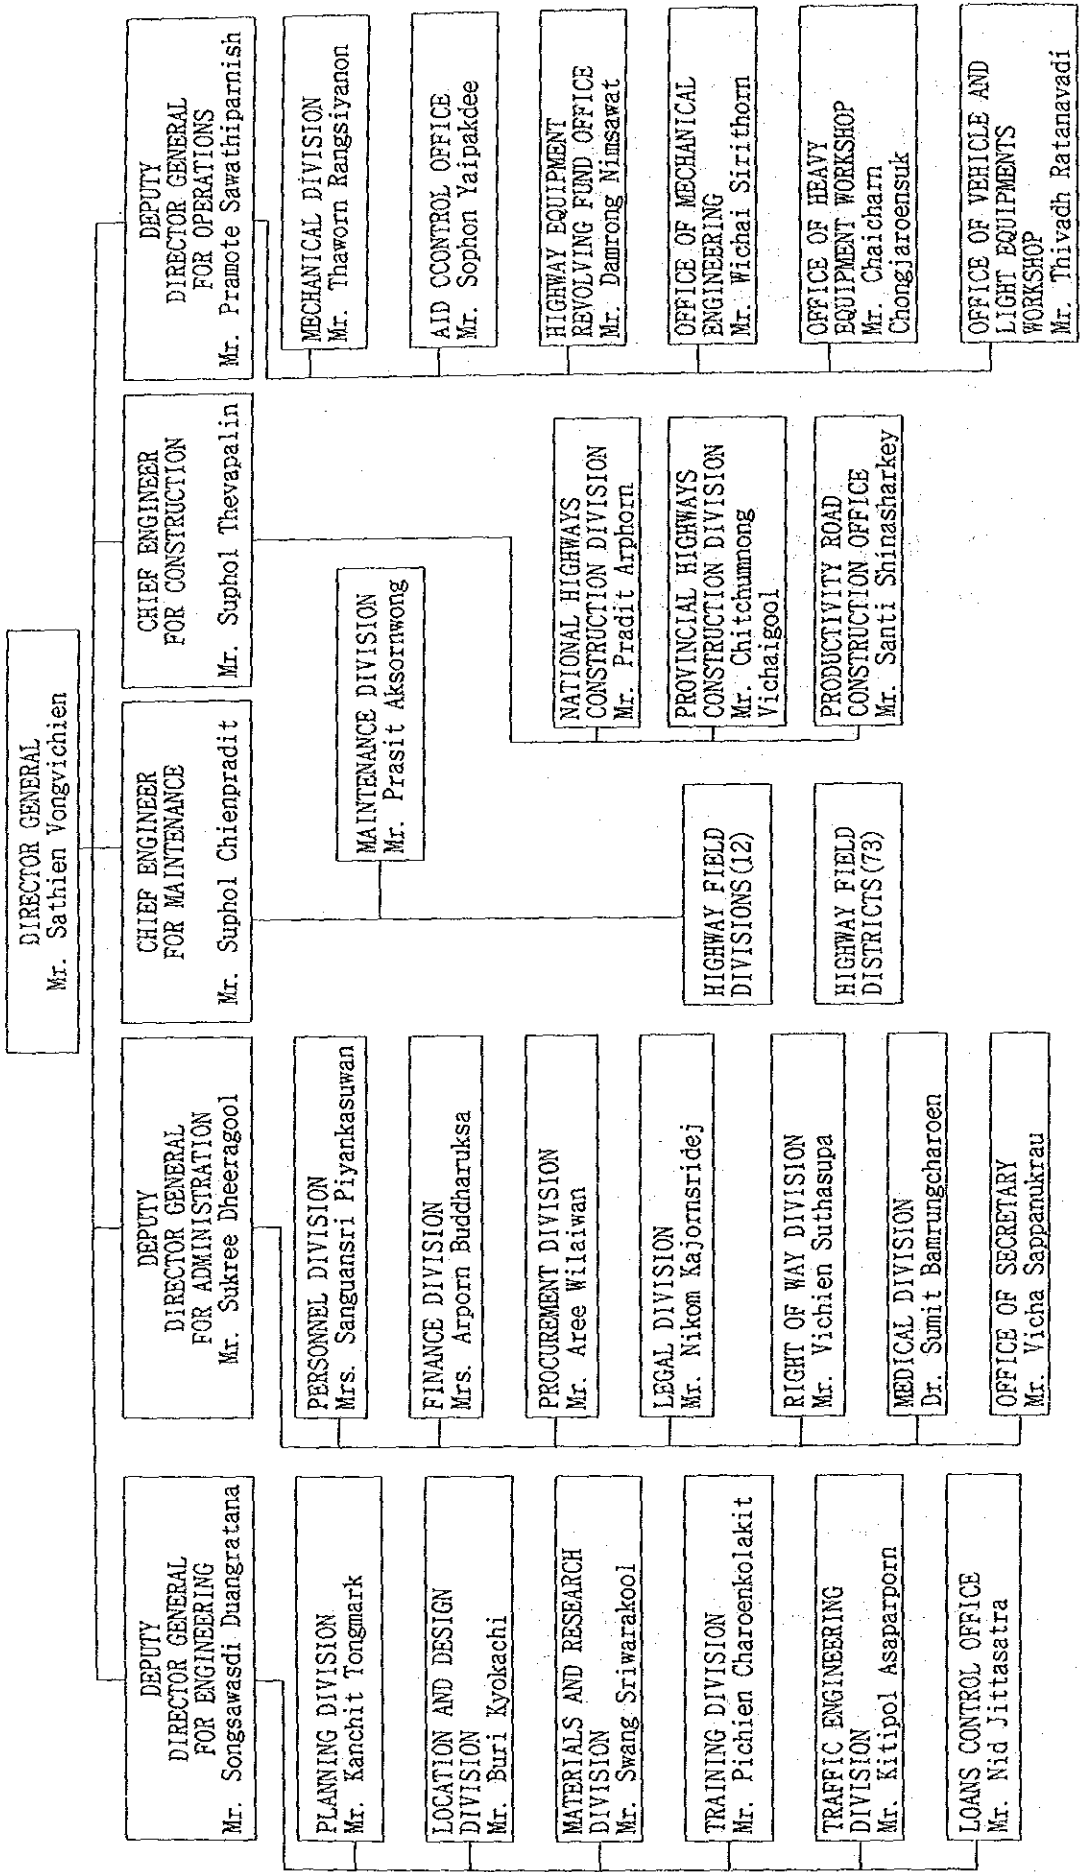 DIRECTOR GENERAL
Mr. Sathien Vongvichien
DEPUTY
DIRECTOR GENERAL
FOR ENGINEERING
Mr. Songsawasdi Duangratana
PLANNING DIVISION
Mr. Kanchit Tongmark
LOCATION AND DESIGN
DIVISION
Mr. Buri Kyokachi
MATERIALS AND RESEARCH
DIVISION
Mr. Swang Sriwarakool
TRAINING DIVISION
Mr. Pichien Charoenkolakit
TRAFFIC ENGINEERING
DIVISION
Mr. Kitipol Asaparporn
LOANS CONTROL OFFICE
Mr. Nid Jittasatra
DEPUTY
DIRECTOR GENERAL
FOR ADMINISTRATION
Mr. Sukree Dheeragool
PERSONNEL DIVISION
Mrs. Sanguansri Piyankasuwan
FINANCE DIVISION
Mrs. Arporn Buddharuksa
PROCUREMENT DIVISION
Mr. Aree Wilaiwan
LEGAL DIVISION
Mr. Nikom Kajornsridej
RIGHT OF WAY DIVISION
Mr. Vichien Suthasupa
MEDICAL DIVISION
Dr. Sumit Bamrungcharoen
OFFICE OF SECRETARY
Mr. Vicha Sappanukrau
CHIEF ENGINEER
FOR MAINTENANCE
Mr. Suphol Chienpradit
MAINTENANCE DIVISION
Mr. Prasit Aksornwong
HIGHWAY FIELD
DIVISIONS(12)
HIGHWAY FIELD
DISTRICTS(73)
CHIEF ENGINEER
FOR CONSTRUCTION
Mr. Suphol Thevapalin
NATIONAL HIGHWAYS
CONSTRUCTION DIVISION
Mr. Pradit Arphorn
PROVINCIAL HIGHWAYS
CONSTRUCTION DIVISION
Mr. Chitchumnong
Vichaigool
PRODUCTIVITY ROAD
CONSTRUCTION OFFICE
Mr. Santi Shinasharkey
DEPUTY
DIRECTOR GENERAL
FOR OPERATIONS
Mr. Pramote Sawathiparnish
MECHANICAL DIVISION
Mr. Thaworn Rangsiyanon
AID CCONTROL OFFICE
Mr. Sophon Yaipakdee
HIGHWAY EQUIPMENT
REVOLVING FUND OFFICE
Mr. Damrong Nimsawat
OFFICE OF MECHANICAL
ENGINEERING
Mr. Wichai Sirithorn
OFFICE OF HEAVY
EQUIPMENT WORKSHOP
Mr. Chaicharn
Chongjaroensuk
OFFICE OF VEHICLE AND
LIGHT EQUIPMENTS
WORKSHOP
Mr. Thivadh Ratanavadi